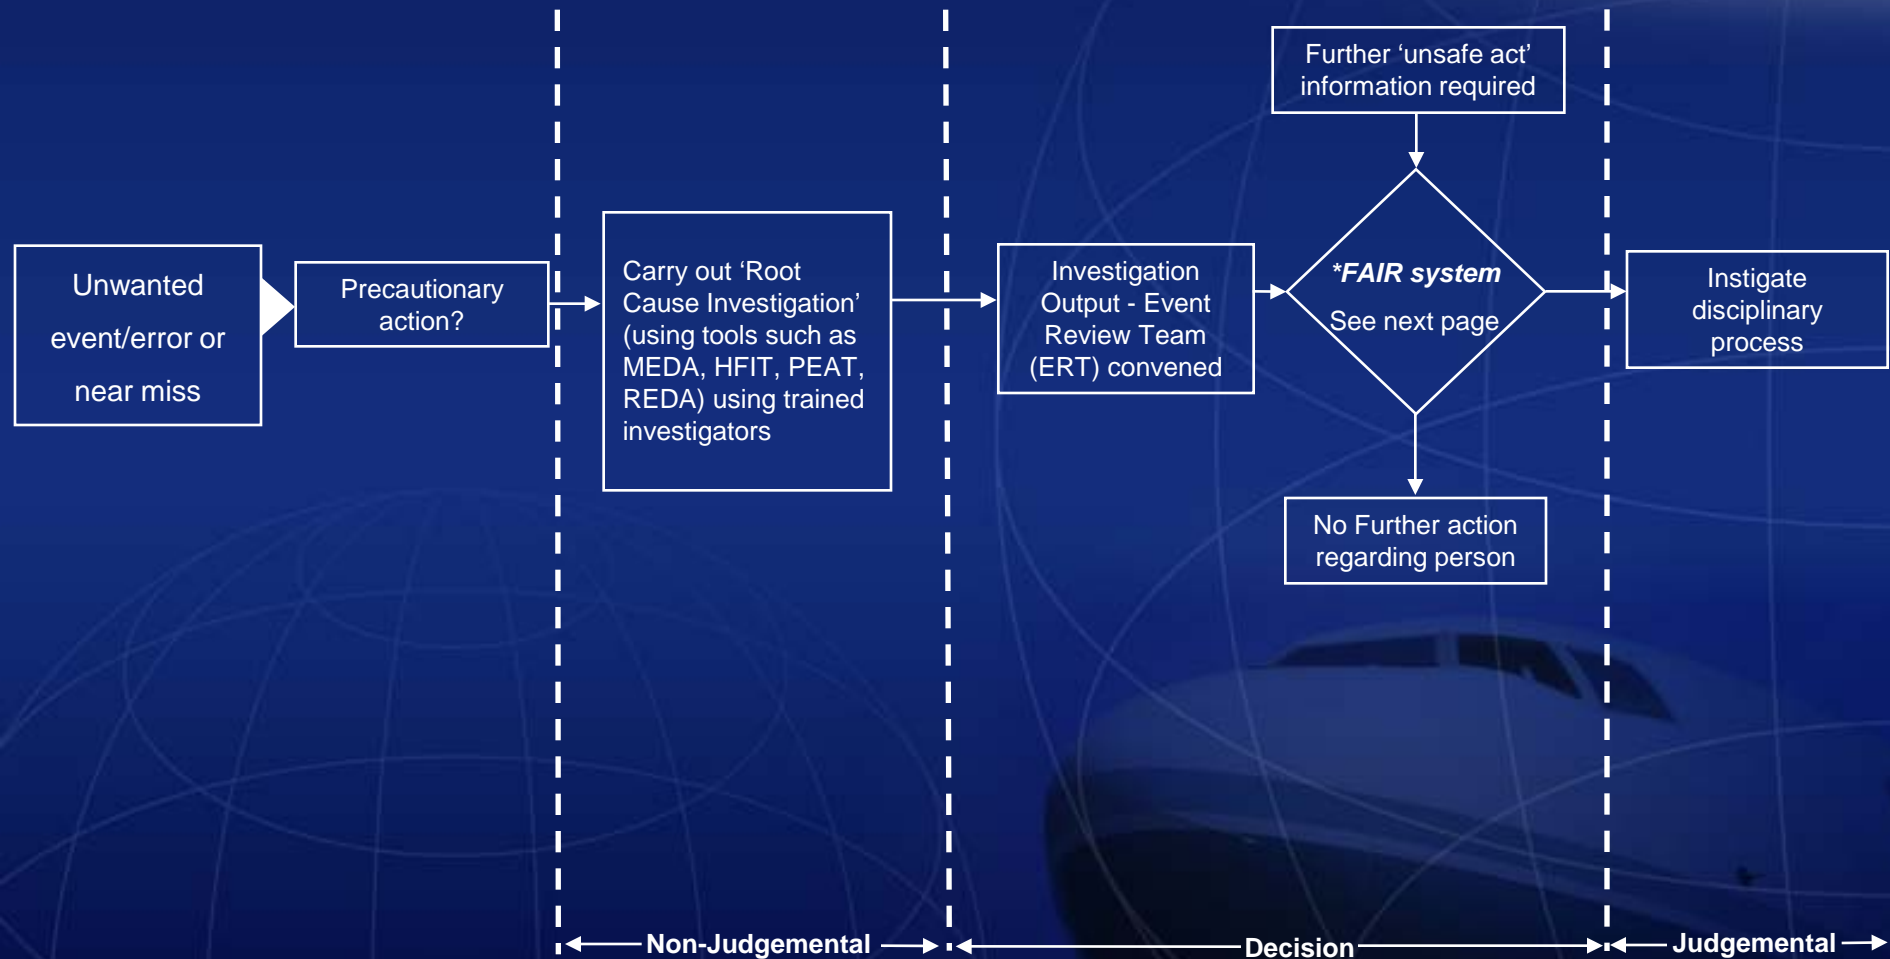 Unwanted
event/error or
near miss
Precautionary
action?
Carry out ‘Root
Cause Investigation’
(using tools such as
MEDA, HFIT, PEAT,
REDA) using trained
investigators
Investigation
Output - Event
Review Team
(ERT) convened
Further ‘unsafe act’
information required
*FAIR system
See next page
No Further action
regarding person
Instigate
disciplinary
process
Non-Judgemental
Decision
Judgemental